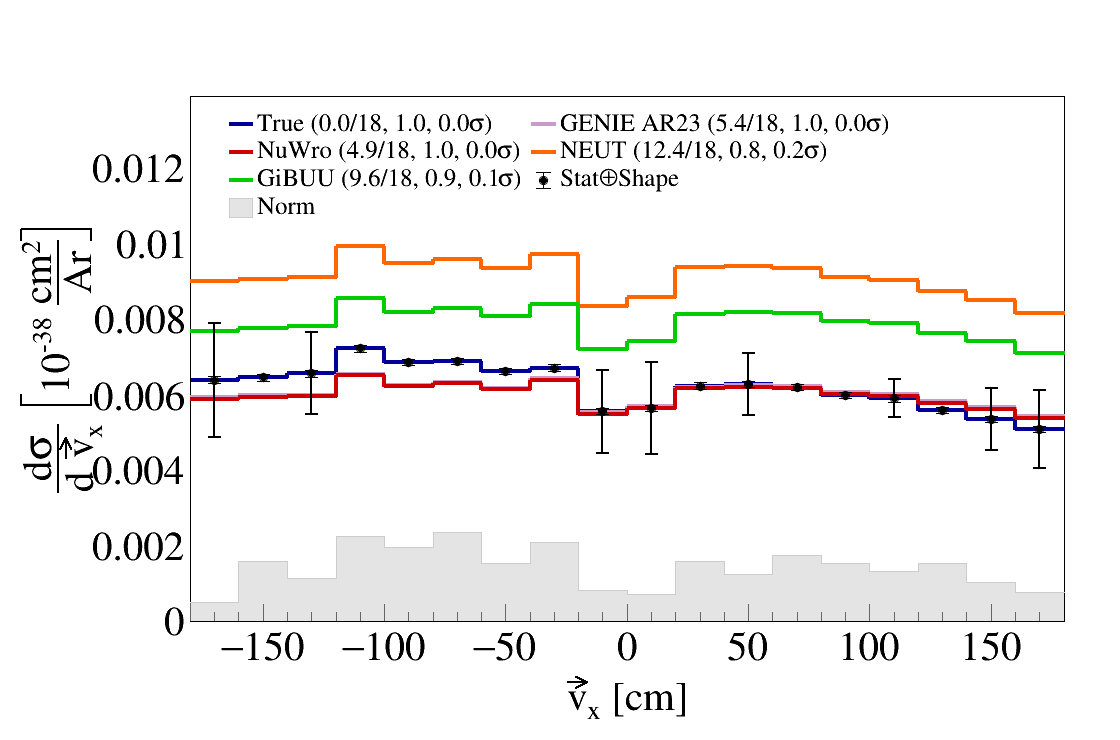 True (0.0/18, 1.0, 0.0σ) GENIE AR23 (5.4/18, 1.0, 0.0σ)
NuWro (4.9/18, 1.0, 0.0σ) NEUT (12.4/18, 0.8, 0.2σ)
GiBUU (9.6/18, 0.9, 0.1σ) Stat⊕Shape
Norm
0.012
0.01
0.008
0.006
0.004
0.002
0
dσ/d v⃗x [10^-38 cm²/Ar]
−150 −100 −50 0 50 100 150
v⃗x [cm]